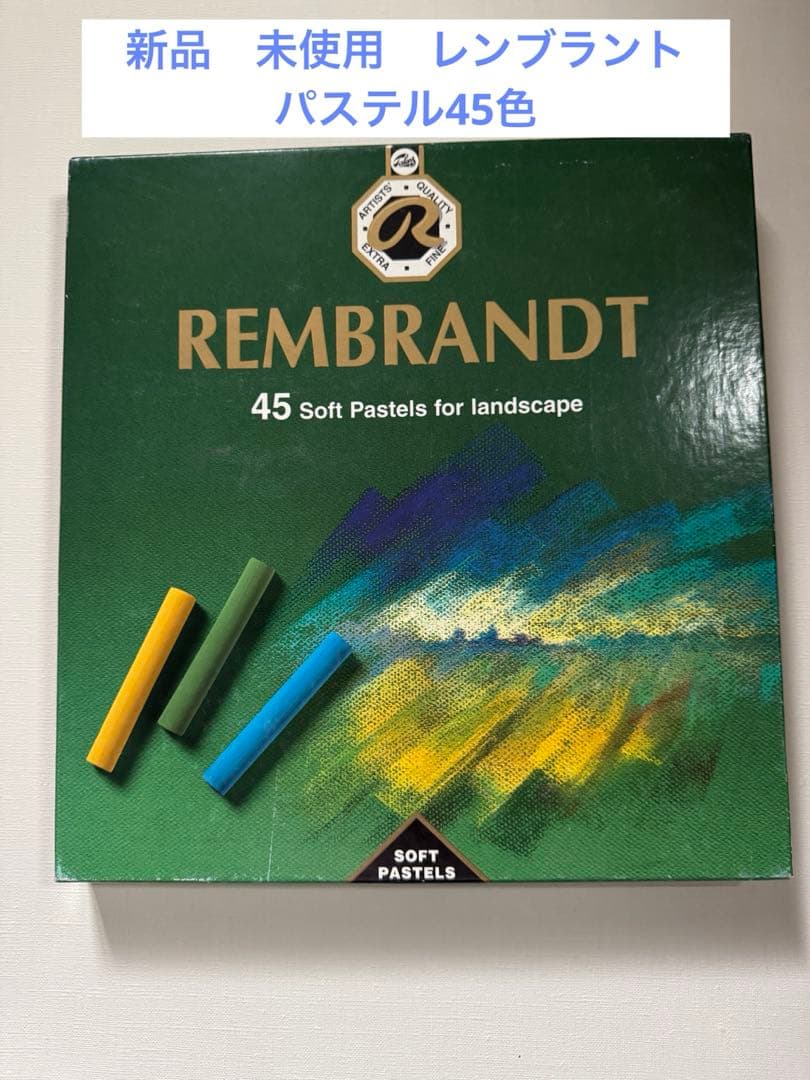 新品　未使用　レンブラント
パステル45色
Talens
ARTISTS' QUALITY
R
EXTRA FINE
REMBRANDT
45 Soft Pastels for landscape
SOFT
PASTELS